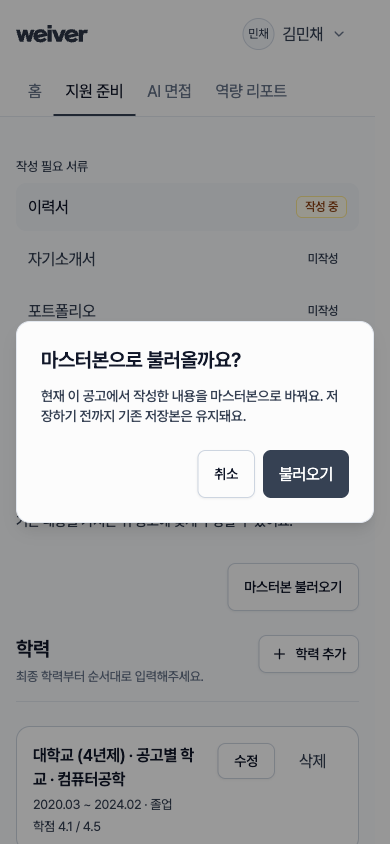 weiver
민채 김민채
홈 지원 준비 AI 면접 역량 리포트
작성 필요 서류
이력서 작성 중
자기소개서 미작성
포트폴리오 미작성
마스터본으로 불러올까요?
현재 이 공고에서 작성한 내용을 마스터본으로 바꿔요. 저
장하기 전까지 기존 저장본은 유지돼요.
취소 불러오기
마스터본 불러오기
학력
+ 학력 추가
최종 학력부터 순서대로 입력해주세요.
대학교 (4년제) · 공고별 학
교 · 컴퓨터공학
수정 삭제
2020.03 ~ 2024.02 · 졸업
학점 4.1 / 4.5